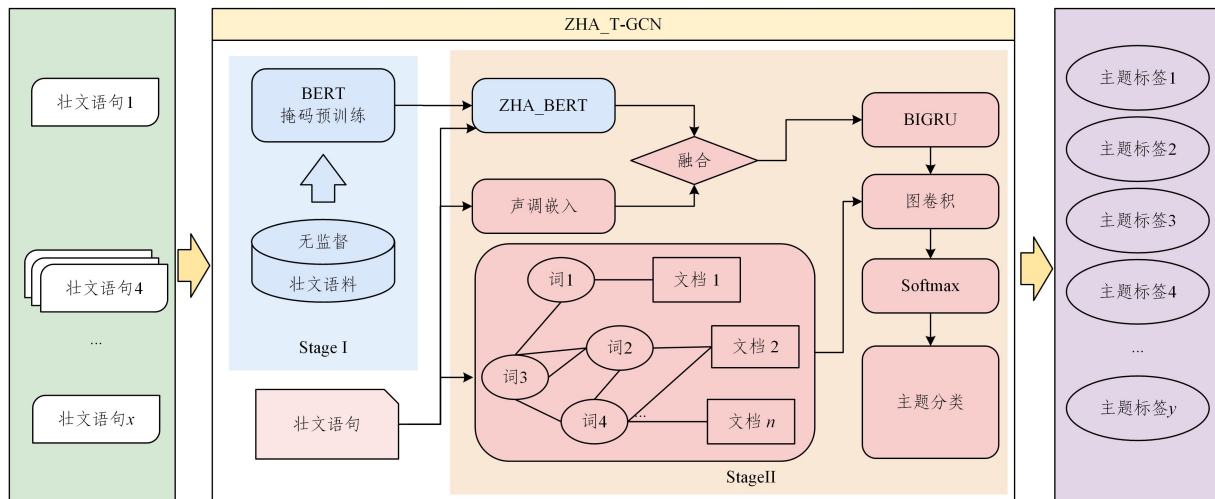 ZHA_T-GCN
壮文语句1
壮文语句4
...
壮文语句x
BERT
掩码预训练
无监督
壮文语料
Stage I
壮文语句
ZHA_BERT
声调嵌入
融合
词1
文档 1
词2
文档 2
词3
词4
...
文档 n
StageII
BIGRU
图卷积
Softmax
主题分类
主题标签1
主题标签2
主题标签3
主题标签4
...
主题标签y